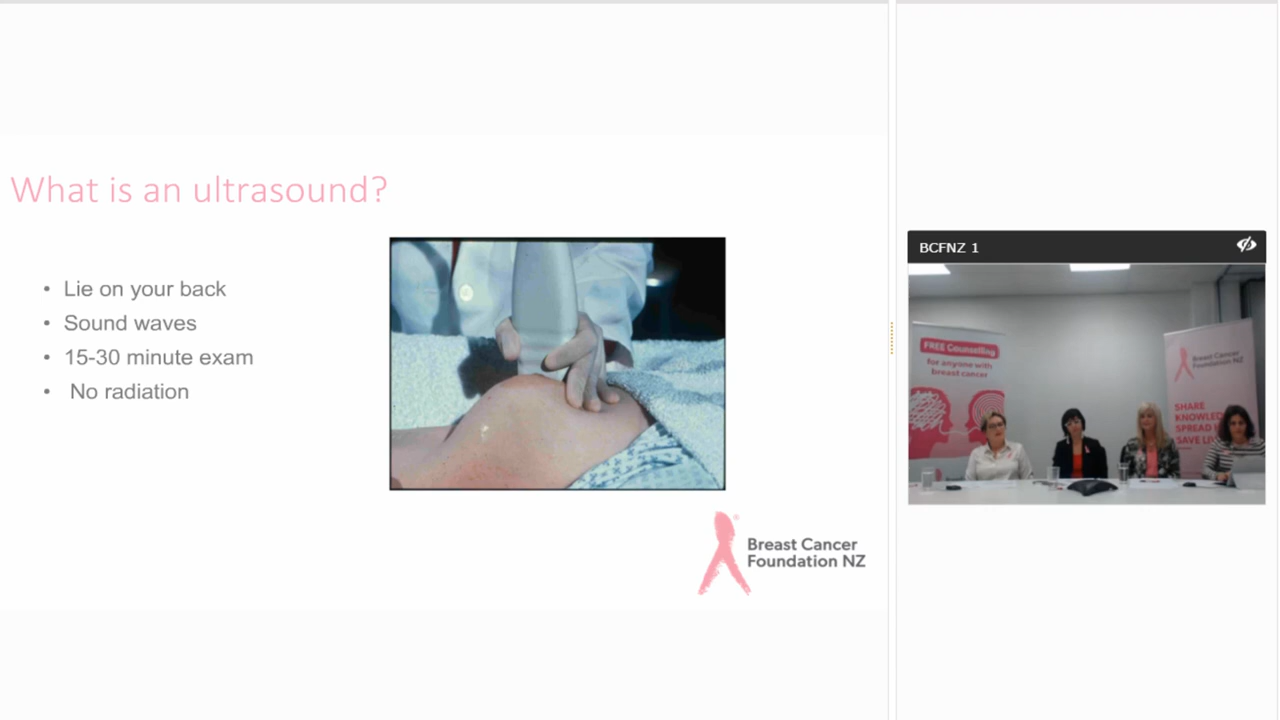 What is an ultrasound?
• Lie on your back
• Sound waves
• 15-30 minute exam
• No radiation
Breast Cancer
Foundation NZ
BCFNZ 1
FREE Counselling
for anyone with
breast cancer
Breast Cancer
Foundation NZ
SHARE
SPREAD
SAVE